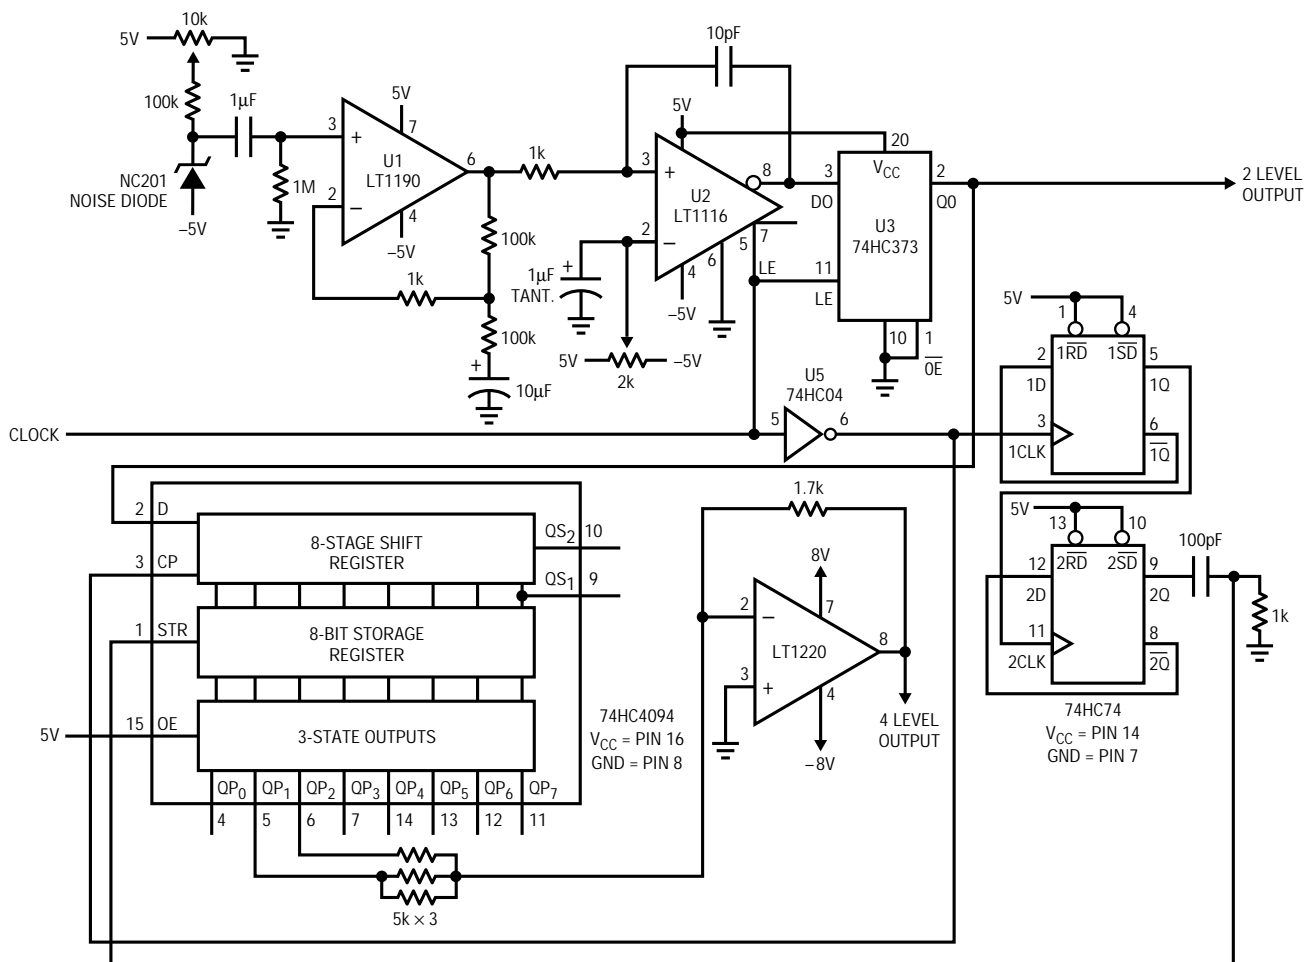 10k
5V
100k
1µF
3
+
5V
7
U1
LT1190
6
NC201
NOISE DIODE
–5V
1M
2
–
4
–5V
1k
100k
1k
100k
+
10µF
10pF
5V
3
+
8
U2
LT1116
2
–
7
5
6
4
–5V
1µF
TANT.
+
5V
–5V
2k
LE
20
VCC
3
DO
2
Q0
U3
74HC373
11
LE
10
1
OE
2 LEVEL
OUTPUT
CLOCK
U5
74HC04
5
6
5V
1
4
1RD
1SD
2
1D
5
1Q
3
1CLK
6
1Q
5V
13
10
2RD
2SD
12
2D
9
2Q
11
2CLK
8
2Q
100pF
1k
74HC74
VCC = PIN 14
GND = PIN 7
2
D
3
CP
1
STR
5V
15
OE
8-STAGE SHIFT
REGISTER
8-BIT STORAGE
REGISTER
3-STATE OUTPUTS
QS2
10
QS1
9
74HC4094
VCC = PIN 16
GND = PIN 8
QP0
QP1
QP2
QP3
QP4
QP5
QP6
QP7
4
5
6
7
14
13
12
11
5k × 3
1.7k
8V
7
2
–
LT1220
8
3
+
4
–8V
4 LEVEL
OUTPUT